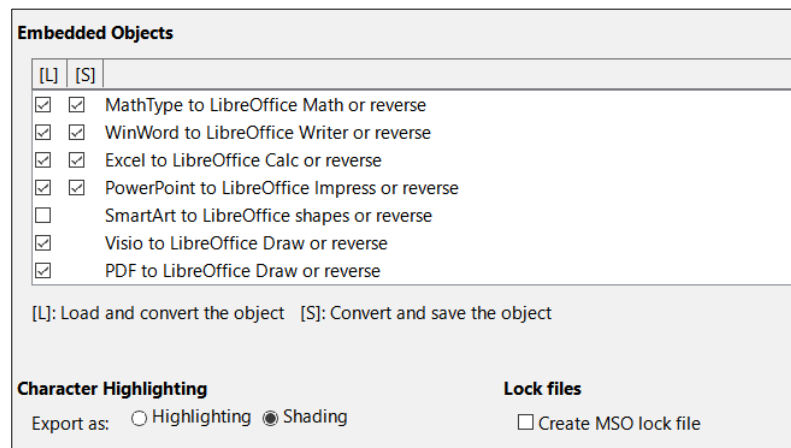 Embedded Objects
[L] [S]
MathType to LibreOffice Math or reverse
WinWord to LibreOffice Writer or reverse
Excel to LibreOffice Calc or reverse
PowerPoint to LibreOffice Impress or reverse
SmartArt to LibreOffice shapes or reverse
Visio to LibreOffice Draw or reverse
PDF to LibreOffice Draw or reverse
[L]: Load and convert the object [S]: Convert and save the object
Character Highlighting
Export as: Highlighting Shading
Lock files
Create MSO lock file